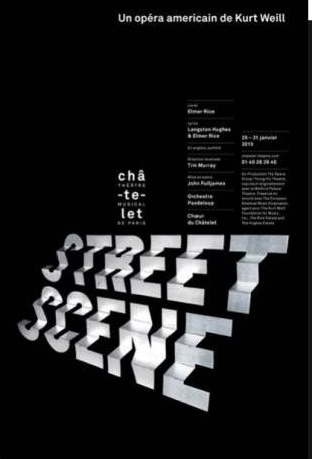 Un opéra americain de Kurt Weill
Livret
Elmer Rice
Lyrics
Langston Hughes
& Elmer Rice
En anglais, surtitré
Direction musicale
Tim Murray
Mise en scène
John Fulljames
Orchestre
Pasdeloup
Chœur
du Châtelet
25 – 31 janvier
2013
chatelet-theatre.com
01 40 28 28 40
châ
THÉÂTRE
-te-
MUSICAL
let
DE PARIS
STREET
SCENE